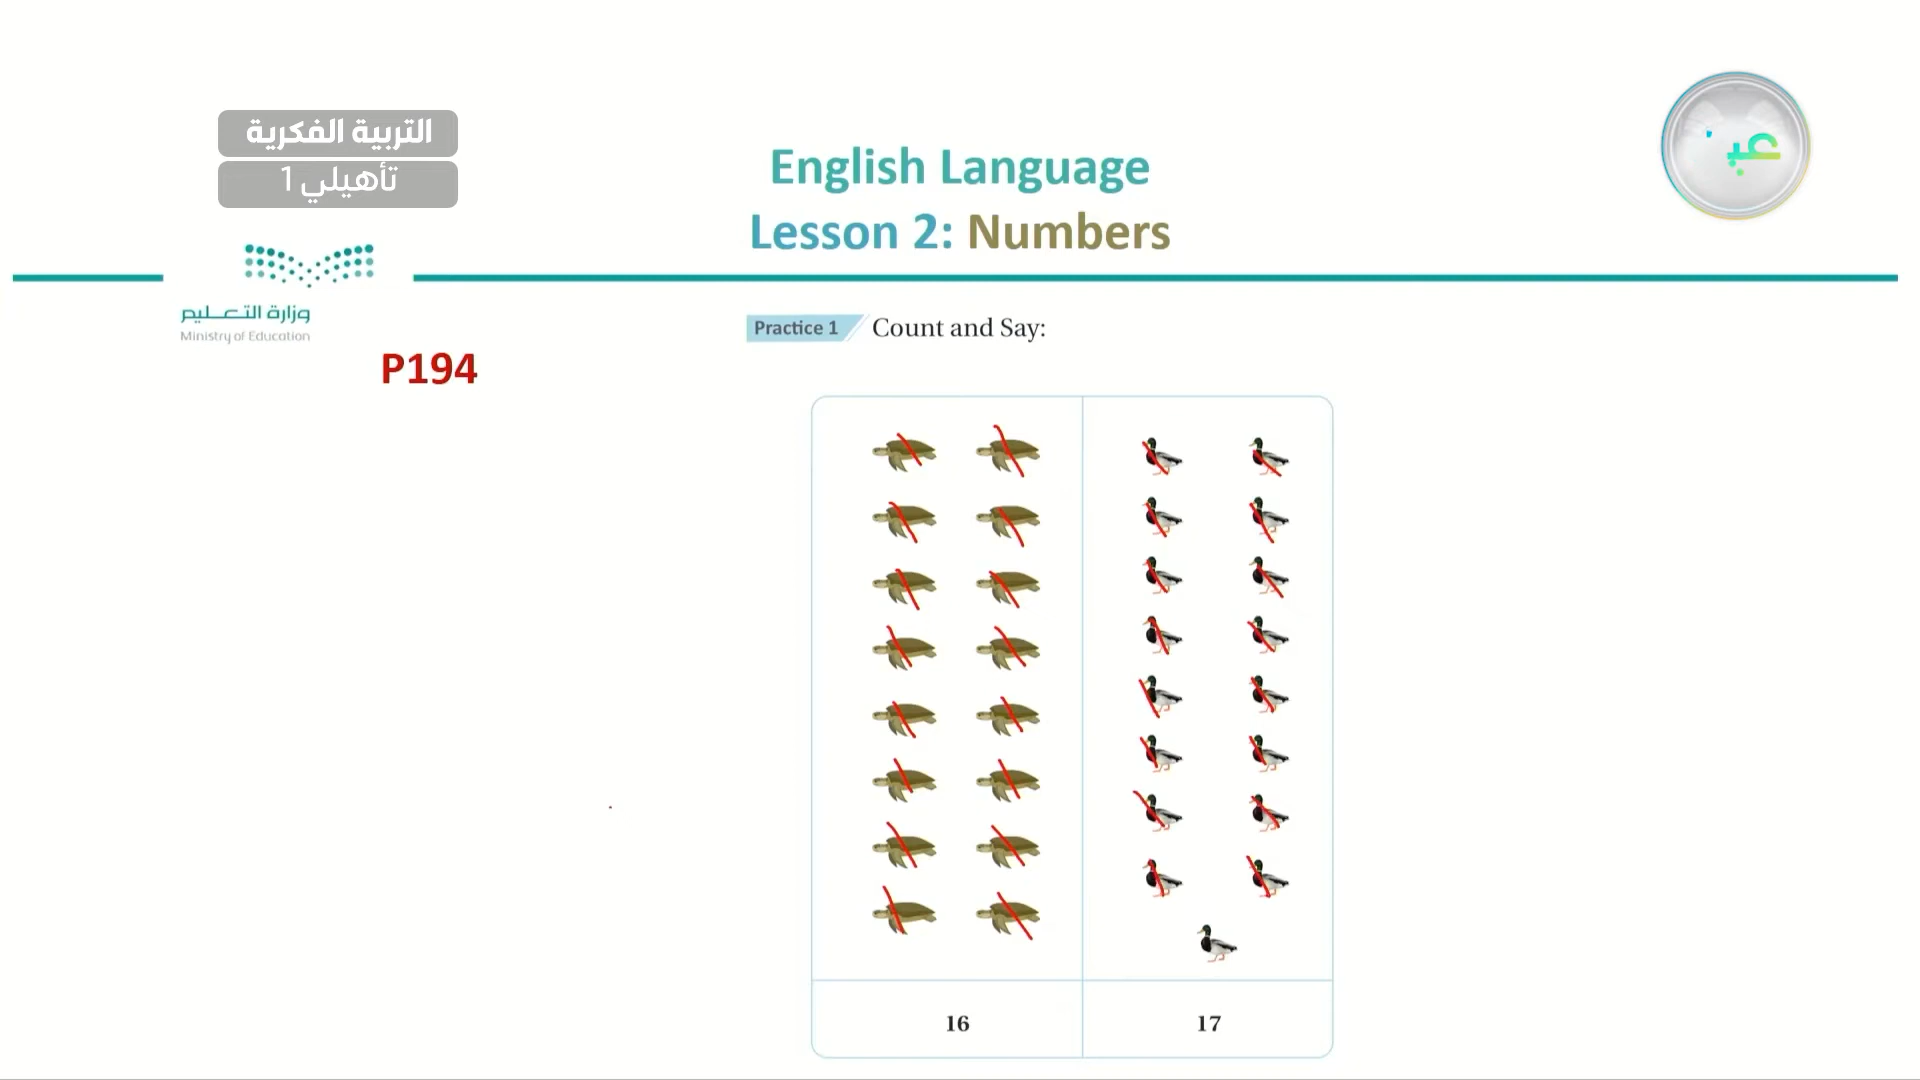 التربية الفكرية
تأهيلي 1
عب
English Language
Lesson 2: Numbers
وزارة التعليم
Ministry of Education
P194
Practice 1 Count and Say:
16 17